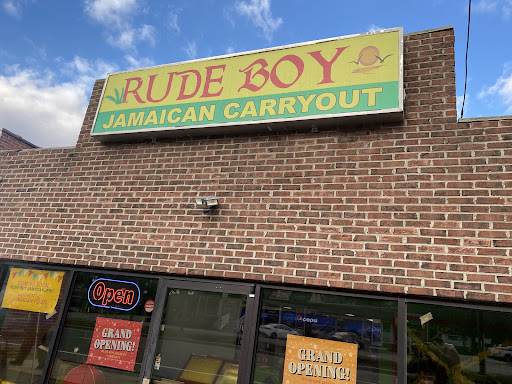 RUDE BOY
JAMAICAN CARRYOUT
Open
GRAND
OPENING!
GRAND
OPENING!